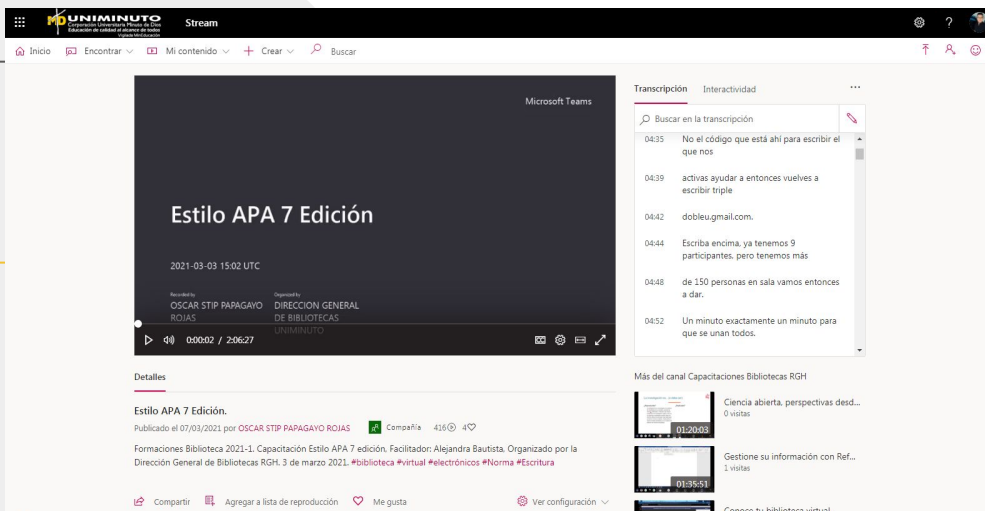 UNIMINUTO
Corporación Universitaria Minuto de Dios
Educación de calidad al alcance de todos
Vigilada MinEducación
Stream
?
Inicio
Encontrar
Mi contenido
Crear
Buscar
Microsoft Teams
Estilo APA 7 Edición
2021-03-03 15:02 UTC
Recorded by
OSCAR STIP PAPAGAYO
ROJAS
Organized by
DIRECCION GENERAL
DE BIBLIOTECAS
UNIMINUTO
0:00:02 / 2:06:27
Transcripción
Interactividad
Buscar en la transcripción
04:35 No el código que está ahí para escribir el
que nos
04:39 activas ayudar a entonces vuelves a
escribir triple
04:42 dobleu.gmail.com.
04:44 Escriba encima, ya tenemos 9
participantes, pero tenemos más
04:48 de 150 personas en sala vamos entonces
a dar.
04:52 Un minuto exactamente un minuto para
que se unan todos.
Detalles
Estilo APA 7 Edición.
Publicado el 07/03/2021 por OSCAR STIP PAPAGAYO ROJAS Compañía 416 4
Formaciones Biblioteca 2021-1. Capacitación Estilo APA 7 edición, Facilitador: Alejandra Bautista, Organizado por la
Dirección General de Bibliotecas RGH. 3 de marzo 2021. #biblioteca #virtual #electrónicos #Norma #Escritura
Compartir
Agregar a lista de reproducción
Me gusta
Ver configuración
Más del canal Capacitaciones Bibliotecas RGH
01:20:03
Ciencia abierta, perspectivas desd...
0 visitas
01:35:51
Gestione su información con Ref...
1 visitas
Conoce tu biblioteca virtual